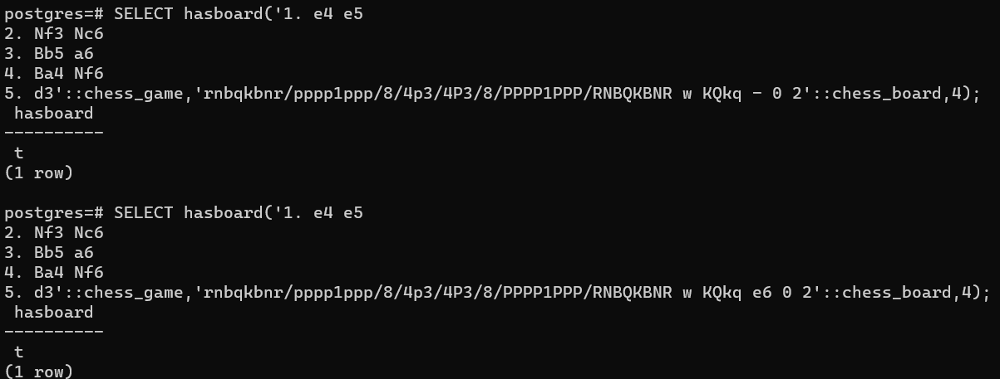 postgres=# SELECT hasboard('1. e4 e5
2. Nf3 Nc6
3. Bb5 a6
4. Ba4 Nf6
5. d3'::chess_game,'rnbqkbnr/pppp1ppp/8/4p3/4P3/8/PPPP1PPP/RNBQKBNR w KQkq - 0 2'::chess_board,4);
 hasboard
----------
 t
(1 row)

postgres=# SELECT hasboard('1. e4 e5
2. Nf3 Nc6
3. Bb5 a6
4. Ba4 Nf6
5. d3'::chess_game,'rnbqkbnr/pppp1ppp/8/4p3/4P3/8/PPPP1PPP/RNBQKBNR w KQkq e6 0 2'::chess_board,4);
 hasboard
----------
 t
(1 row)